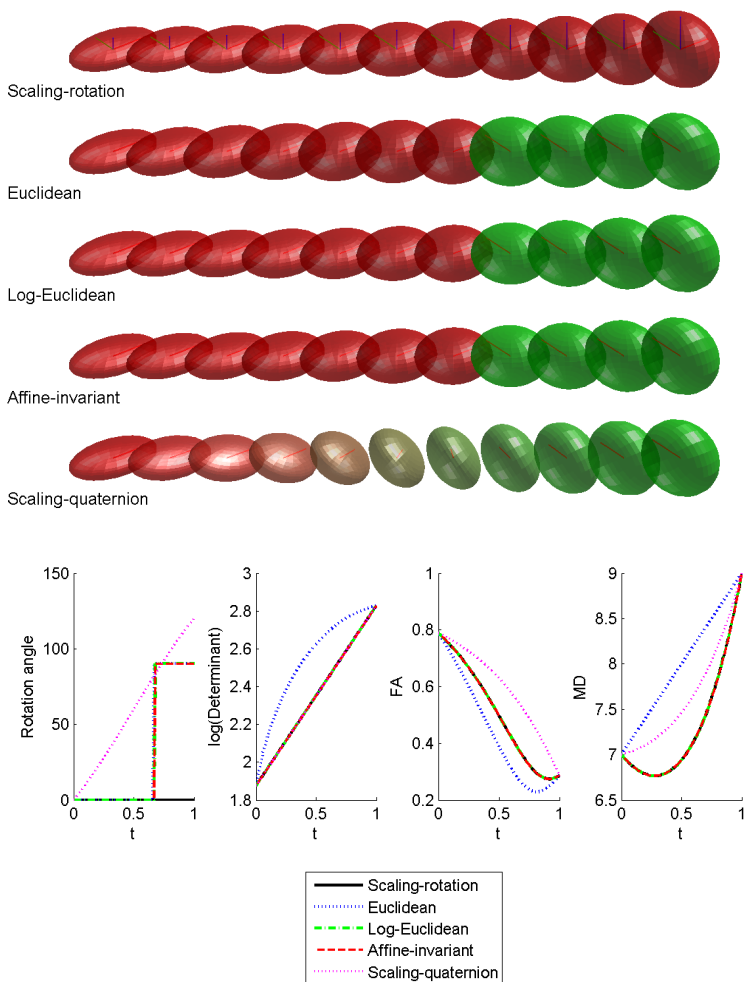 Scaling-rotation
Euclidean
Log-Euclidean
Affine-invariant
Scaling-quaternion
Rotation angle
150
100
50
0
0
0.5
1
t
log(Determinant)
3
2.8
2.6
2.4
2.2
2
1.8
0
0.5
1
t
FA
1
0.8
0.6
0.4
0.2
0
0.5
1
t
MD
9
8.5
8
7.5
7
6.5
0
0.5
1
t
Scaling-rotation
Euclidean
Log-Euclidean
Affine-invariant
Scaling-quaternion